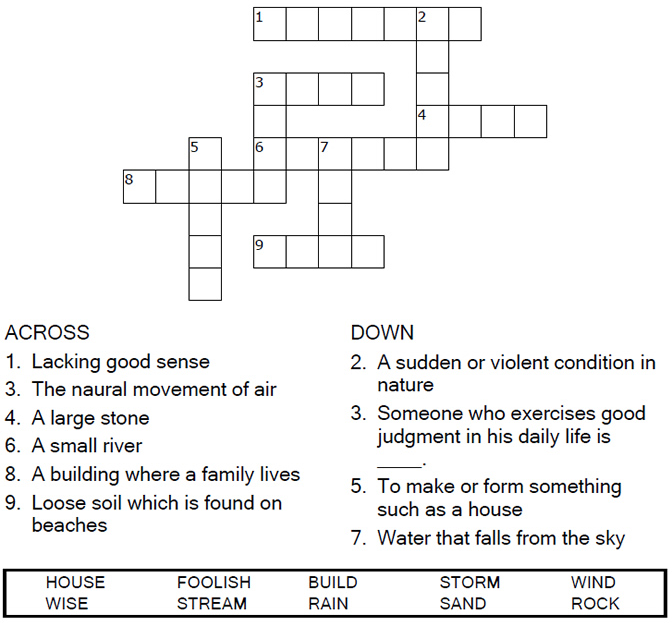 1
2
3
4
5
6
7
8
9
ACROSS
1. Lacking good sense
3. The naural movement of air
4. A large stone
6. A small river
8. A building where a family lives
9. Loose soil which is found on
beaches
DOWN
2. A sudden or violent condition in
nature
3. Someone who exercises good
judgment in his daily life is
_____.
5. To make or form something
such as a house
7. Water that falls from the sky
HOUSE FOOLISH BUILD STORM WIND
WISE STREAM RAIN SAND ROCK